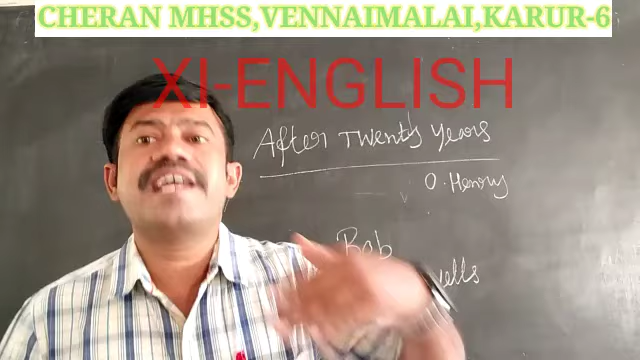 CHERAN MHSS,VENNAIMALAI,KARUR-6
XI-ENGLISH
After Twenty Years
O. Henry
Bob